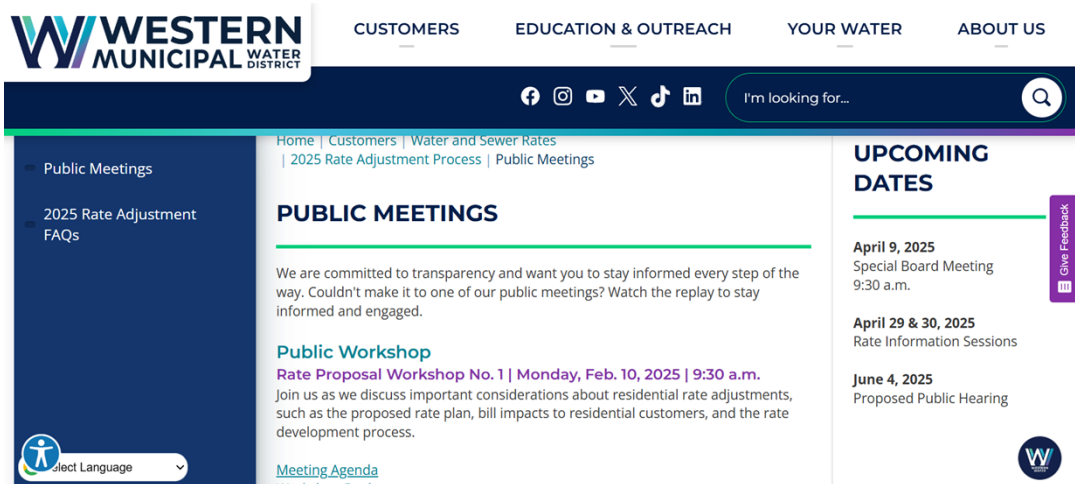 WESTERN
MUNICIPAL WATER DISTRICT
CUSTOMERS
EDUCATION & OUTREACH
YOUR WATER
ABOUT US
I'm looking for...
Public Meetings
2025 Rate Adjustment
FAQs
Select Language
Home | Customers | Water and Sewer Rates
| 2025 Rate Adjustment Process | Public Meetings
PUBLIC MEETINGS
We are committed to transparency and want you to stay informed every step of the
way. Couldn't make it to one of our public meetings? Watch the replay to stay
informed and engaged.
Public Workshop
Rate Proposal Workshop No. 1 | Monday, Feb. 10, 2025 | 9:30 a.m.
Join us as we discuss important considerations about residential rate adjustments,
such as the proposed rate plan, bill impacts to residential customers, and the rate
development process.
Meeting Agenda
UPCOMING
DATES
April 9, 2025
Special Board Meeting
9:30 a.m.
April 29 & 30, 2025
Rate Information Sessions
June 4, 2025
Proposed Public Hearing
Give Feedback